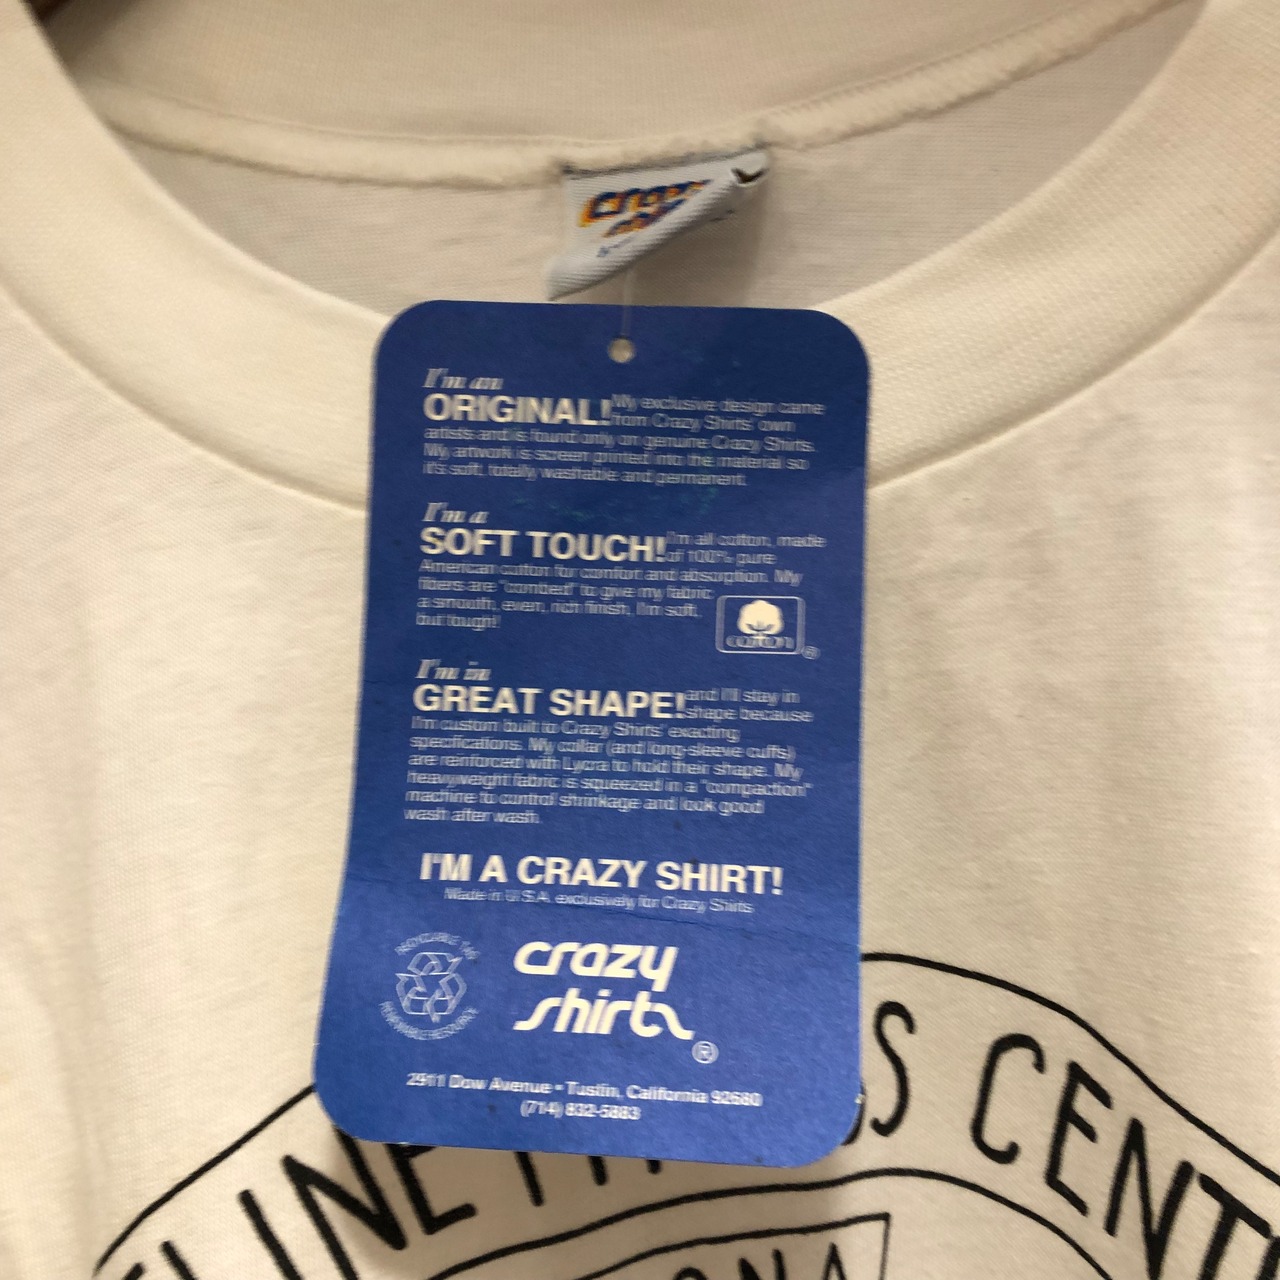 I'm an
ORIGINAL! My exclusive design came
from Crazy Shirts' own
artists and is found only on genuine Crazy Shirts.
My artwork is screen printed into the material so
it's soft, totally washable and permanent.
I'm a
SOFT TOUCH! I'm all cotton, made
of 100% pure
American cotton for comfort and absorption. My
fibers are "combed" to give my fabric
a smooth, even, rich finish, I'm soft,
but tough!
cotton ®
I'm in
GREAT SHAPE! and I'll stay in
shape because
I'm custom built to Crazy Shirts' exacting
specifications. My collar (and long-sleeve cuffs)
are reinforced with Lycra to hold their shape. My
heavyweight fabric is squeezed in a "compaction"
machine to control shrinkage and look good
wash after wash.
I'M A CRAZY SHIRT!
Made in U.S.A. exclusively for Crazy Shirts
RECYCLABLE TAG
RENEWABLE RESOURCE
crazy
shirts ®
2911 Dow Avenue • Tustin, California 92680
(714) 832-5883